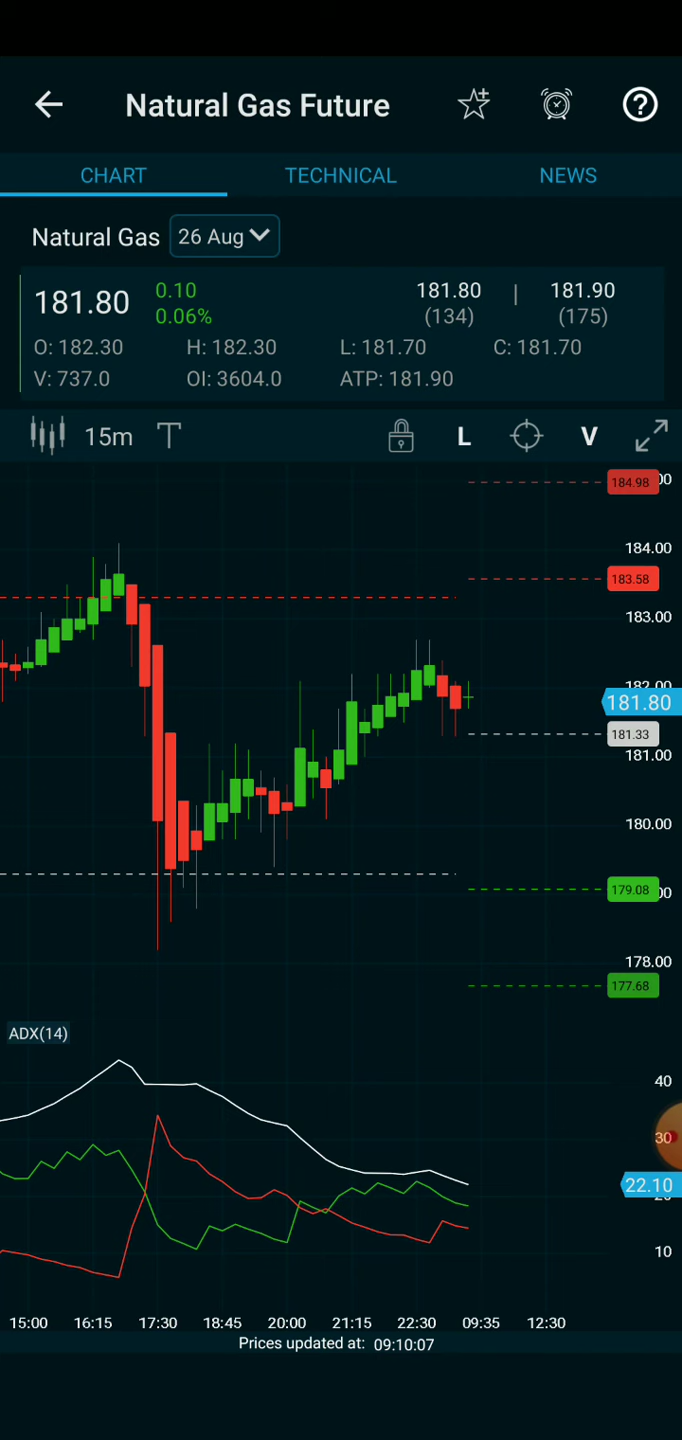 Natural Gas Future
CHART TECHNICAL NEWS
Natural Gas 26 Aug
181.80 0.10 181.80 | 181.90
0.06% (134) (175)
O: 182.30 H: 182.30 L: 181.70 C: 181.70
V: 737.0 OI: 3604.0 ATP: 181.90
15m T L V
184.98
184.00
183.58
183.00
181.80
181.33
181.00
180.00
179.08
178.00
177.68
ADX(14)
40
30
22.10
10
15:00 16:15 17:30 18:45 20:00 21:15 22:30 09:35 12:30
Prices updated at: 09:10:07